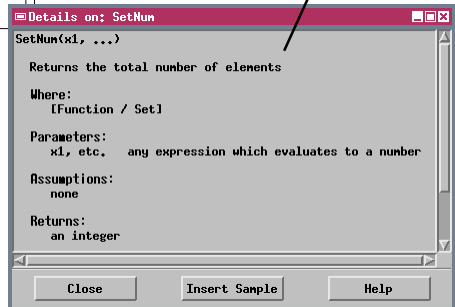 Details on: SetNum
SetNum(x1, ...)
Returns the total number of elements
Where:
[Function / Set]
Parameters:
x1, etc.   any expression which evaluates to a number
Assumptions:
none
Returns:
an integer
Close
Insert Sample
Help